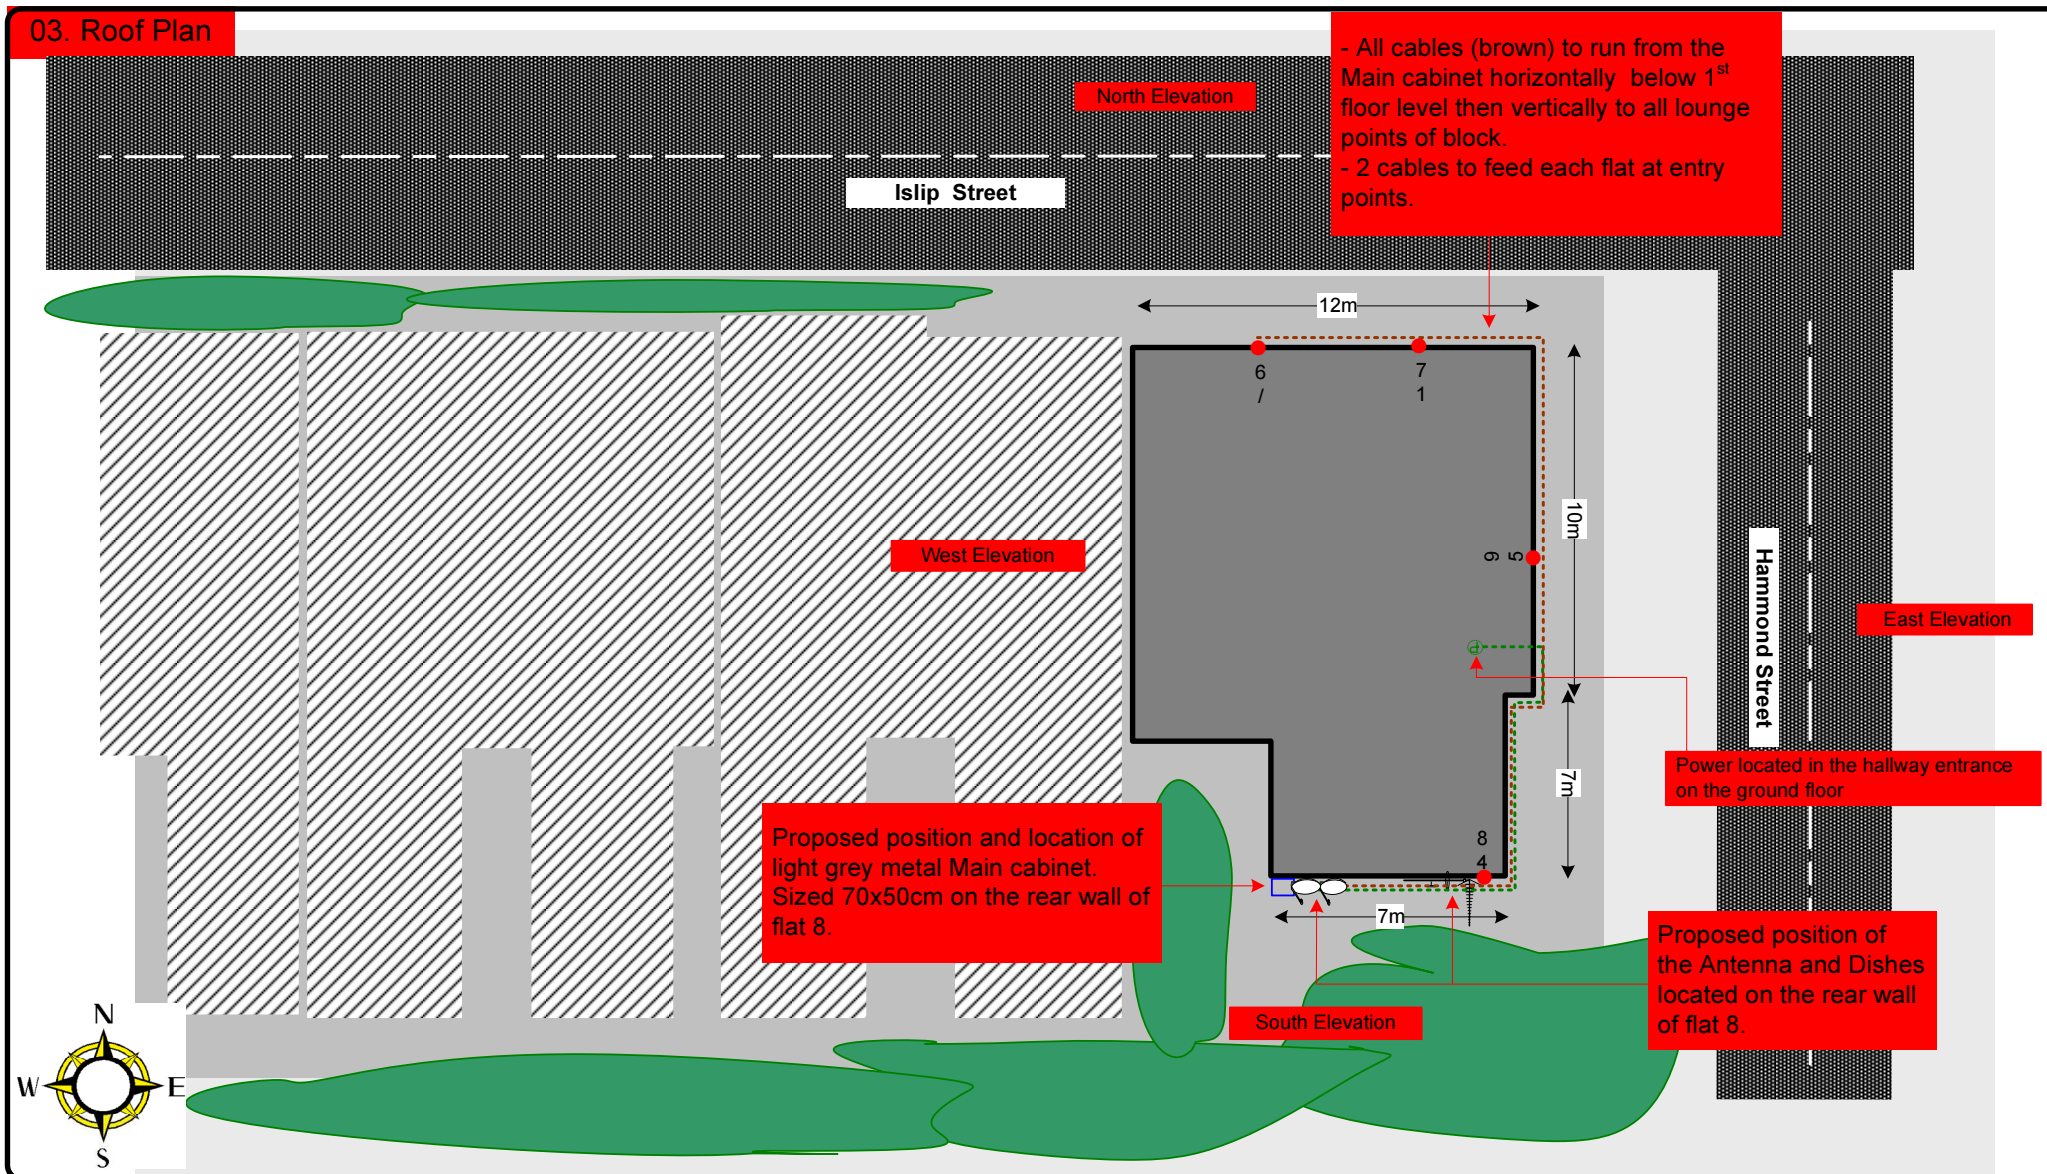 03. Roof Plan
- All cables (brown) to run from the
Main cabinet horizontally below 1st
floor level then vertically to all lounge
points of block.
- 2 cables to feed each flat at entry
points.
North Elevation
Islip Street
12m
6
/
7
1
10m
9
5
West Elevation
Hammond Street
East Elevation
Power located in the hallway entrance
on the ground floor
7m
8
4
Proposed position and location of
light grey metal Main cabinet.
Sized 70x50cm on the rear wall of
flat 8.
7m
Proposed position of
the Antenna and Dishes
located on the rear wall
of flat 8.
South Elevation
N
W
E
S